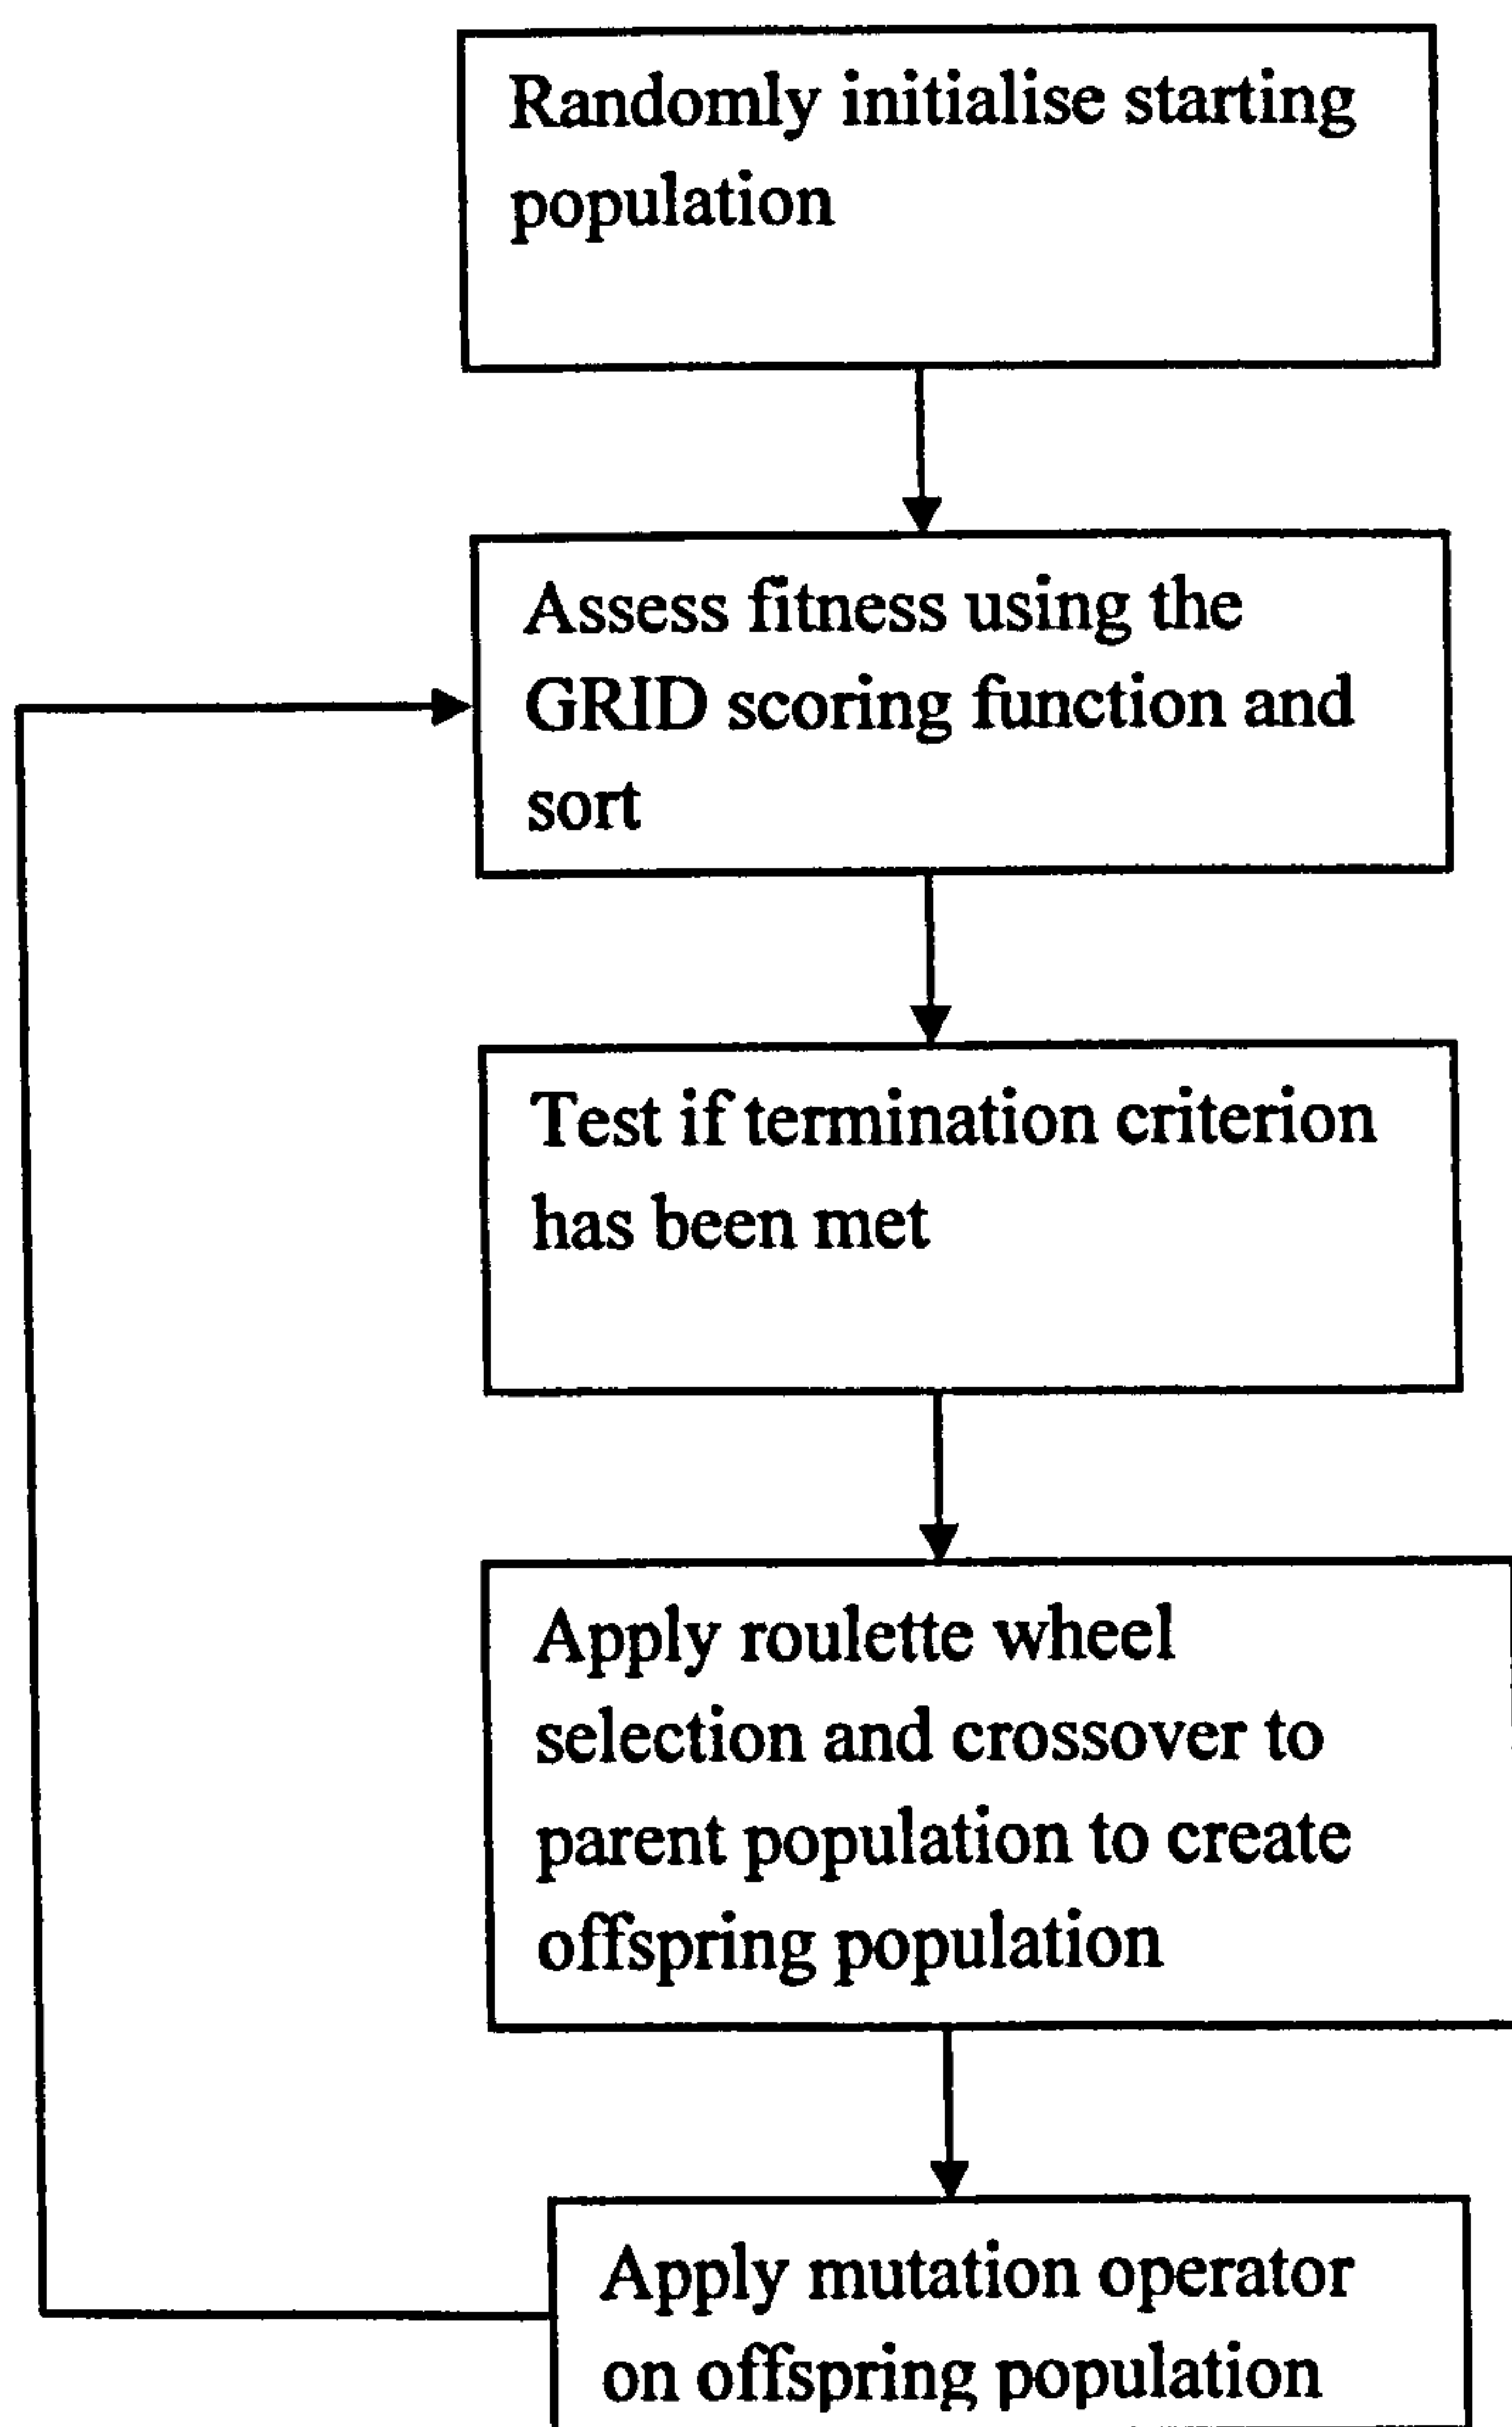 Randomly initialise starting
population
Assess fitness using the
GRID scoring function and
sort
Test if termination criterion
has been met
Apply roulette wheel
selection and crossover to
parent population to create
offspring population
Apply mutation operator
on offspring population